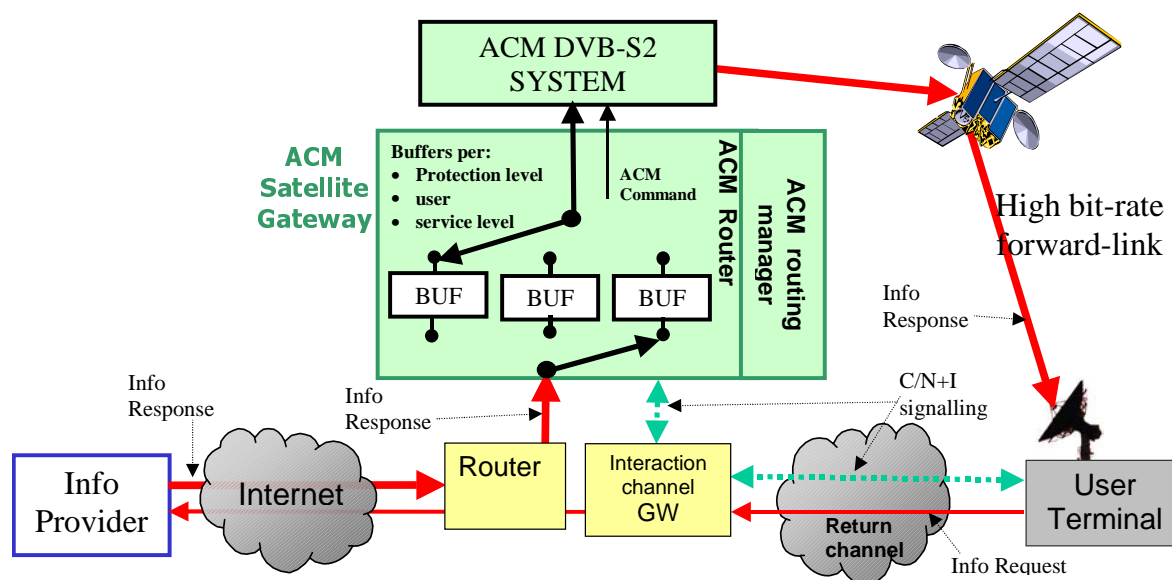 ACM DVB-S2
SYSTEM
ACM
Satellite
Gateway
Buffers per:
• Protection level
• user
• service level
ACM
Command
ACM Router
ACM routing
manager
BUF
BUF
BUF
High bit-rate
forward-link
Info
Response
Info
Response
Info
Response
C/N+I
signalling
Info
Provider
Internet
Router
Interaction
channel
GW
Return
channel
User
Terminal
Info Request